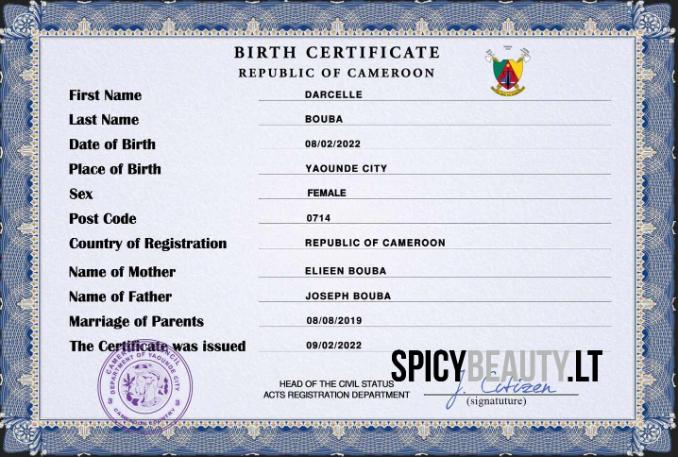 BIRTH CERTIFICATE
REPUBLIC OF CAMEROON
First Name DARCELLE
Last Name BOUBA
Date of Birth 08/02/2022
Place of Birth YAOUNDE CITY
Sex FEMALE
Post Code 0714
Country of Registration REPUBLIC OF CAMEROON
Name of Mother ELIEEN BOUBA
Name of Father JOSEPH BOUBA
Marriage of Parents 08/08/2019
The Certificate was issued 09/02/2022
DEPARTMENT OF YAOUNDE CITY
SPICYBEAUTY.LT
HEAD OF THE CIVIL STATUS
ACTS REGISTRATION DEPARTMENT
J. Citizen
(signatuture)